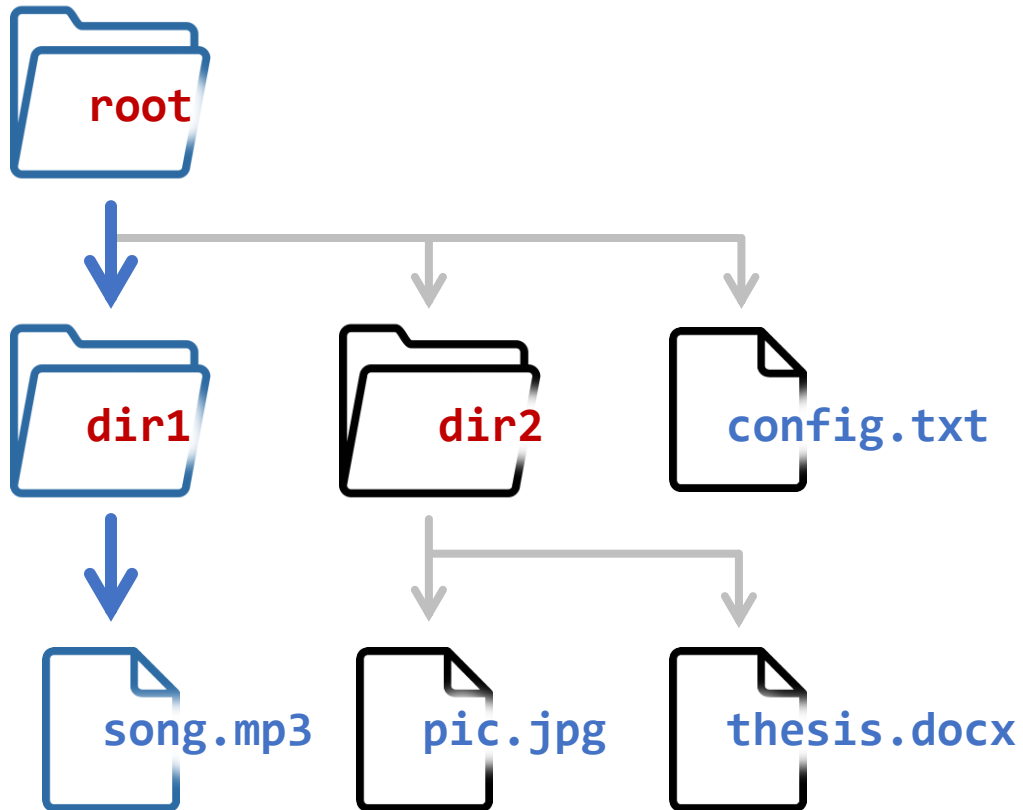 root
dir1
dir2
config.txt
song.mp3
pic.jpg
thesis.docx